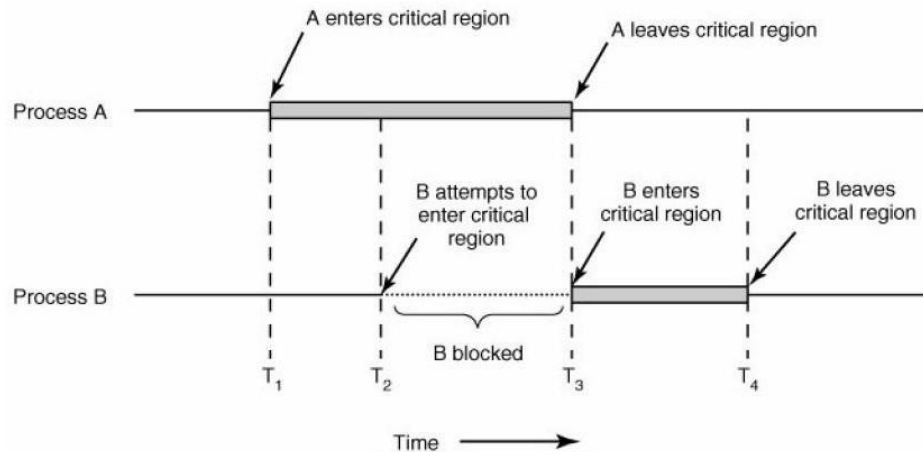 A enters critical region
A leaves critical region
Process A
B attempts to
enter critical
region
B enters
critical region
B leaves
critical region
Process B
B blocked
T1
T2
T3
T4
Time